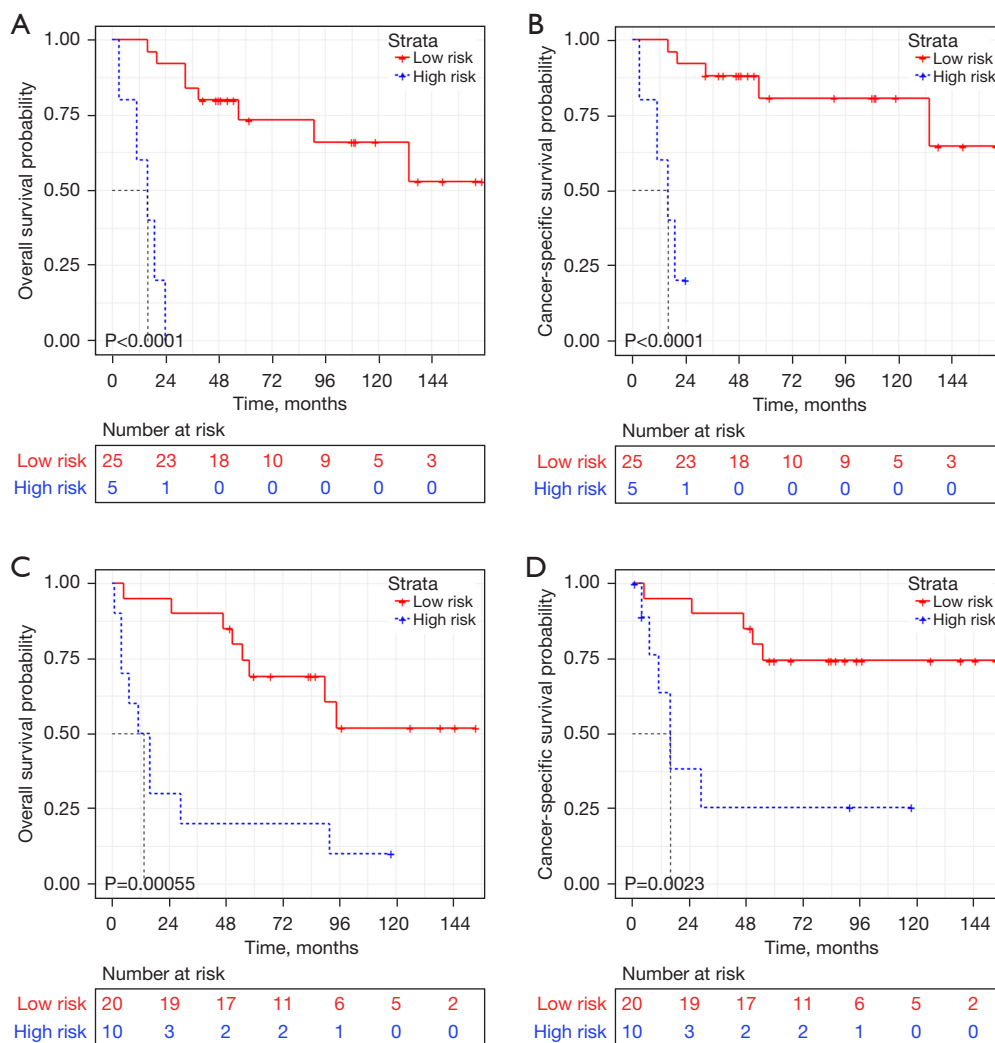 A
Overall survival probability
1.00
0.75
0.50
0.25
0.00
Strata
Low risk
High risk
P<0.0001
0 24 48 72 96 120 144
Time, months
Number at risk
Low risk 25 23 18 10 9 5 3
High risk 5 1 0 0 0 0 0
B
Cancer-specific survival probability
1.00
0.75
0.50
0.25
0.00
Strata
Low risk
High risk
P<0.0001
0 24 48 72 96 120 144
Time, months
Number at risk
Low risk 25 23 18 10 9 5 3
High risk 5 1 0 0 0 0 0
C
Overall survival probability
1.00
0.75
0.50
0.25
0.00
Strata
Low risk
High risk
P=0.00055
0 24 48 72 96 120 144
Time, months
Number at risk
Low risk 20 19 17 11 6 5 2
High risk 10 3 2 2 1 0 0
D
Cancer-specific survival probability
1.00
0.75
0.50
0.25
0.00
Strata
Low risk
High risk
P=0.0023
0 24 48 72 96 120 144
Time, months
Number at risk
Low risk 20 19 17 11 6 5 2
High risk 10 3 2 2 1 0 0